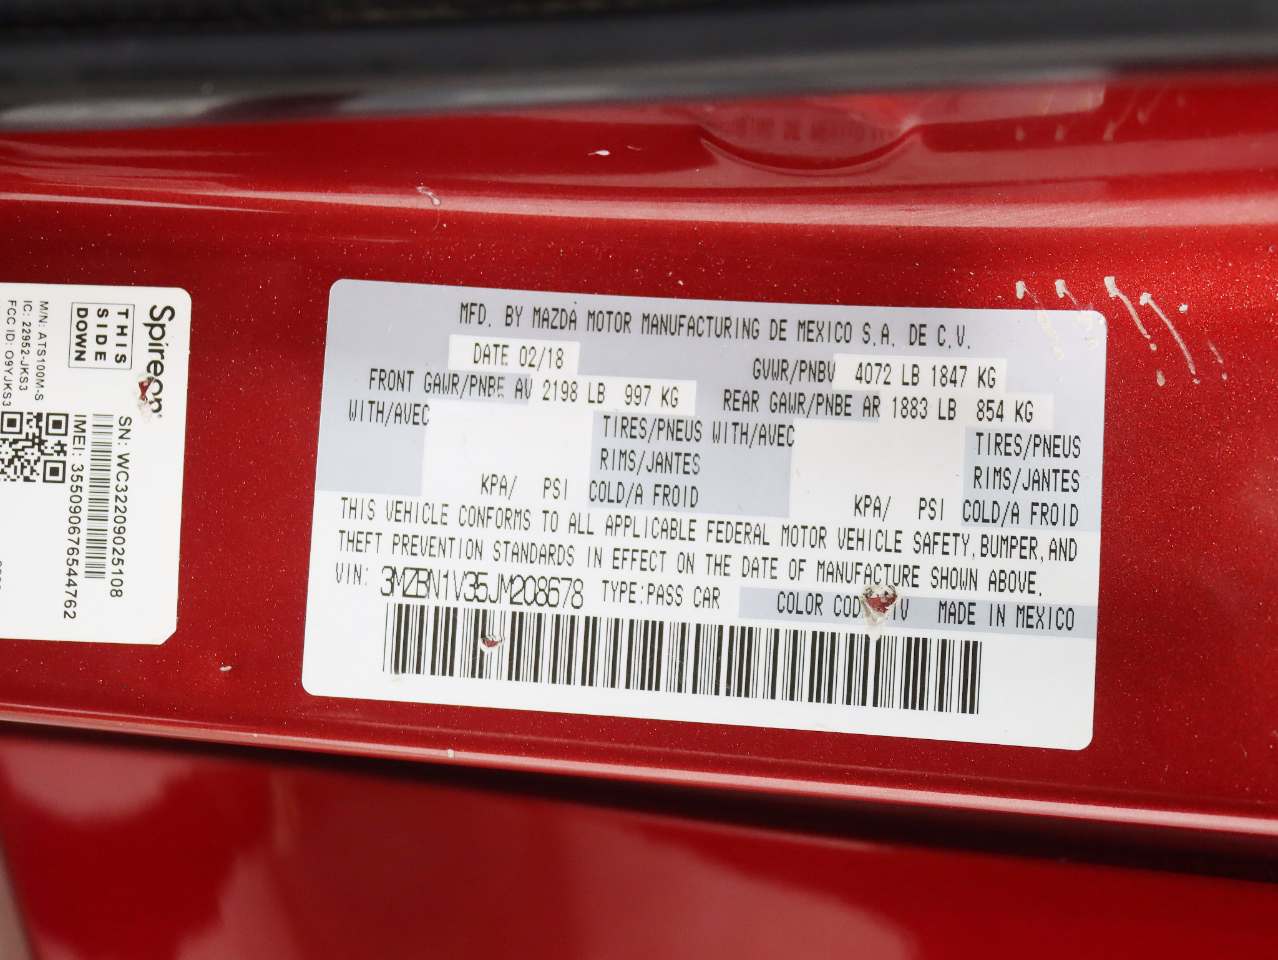 Spireon
THIS
SIDE
DOWN
M/N: ATS100M-S
IC: 22952-JKS3
FCC ID: O9YJKS3
SN: WC32209025108
IMEI: 355090676544762
MFD. BY MAZDA MOTOR MANUFACTURING DE MEXICO S.A. DE C.V.
DATE 02/18 GVWR/PNBV 4072 LB 1847 KG
FRONT GAWR/PNBE AV 2198 LB 997 KG REAR GAWR/PNBE AR 1883 LB 854 KG
WITH/AVEC TIRES/PNEUS WITH/AVEC TIRES/PNEUS
RIMS/JANTES RIMS/JANTES
KPA/ PSI COLD/A FROID KPA/ PSI COLD/A FROID
THIS VEHICLE CONFORMS TO ALL APPLICABLE FEDERAL MOTOR VEHICLE SAFETY, BUMPER, AND
THEFT PREVENTION STANDARDS IN EFFECT ON THE DATE OF MANUFACTURE SHOWN ABOVE.
VIN: 3MZBN1V35JM208678 TYPE:PASS CAR COLOR MADE IN MEXICO